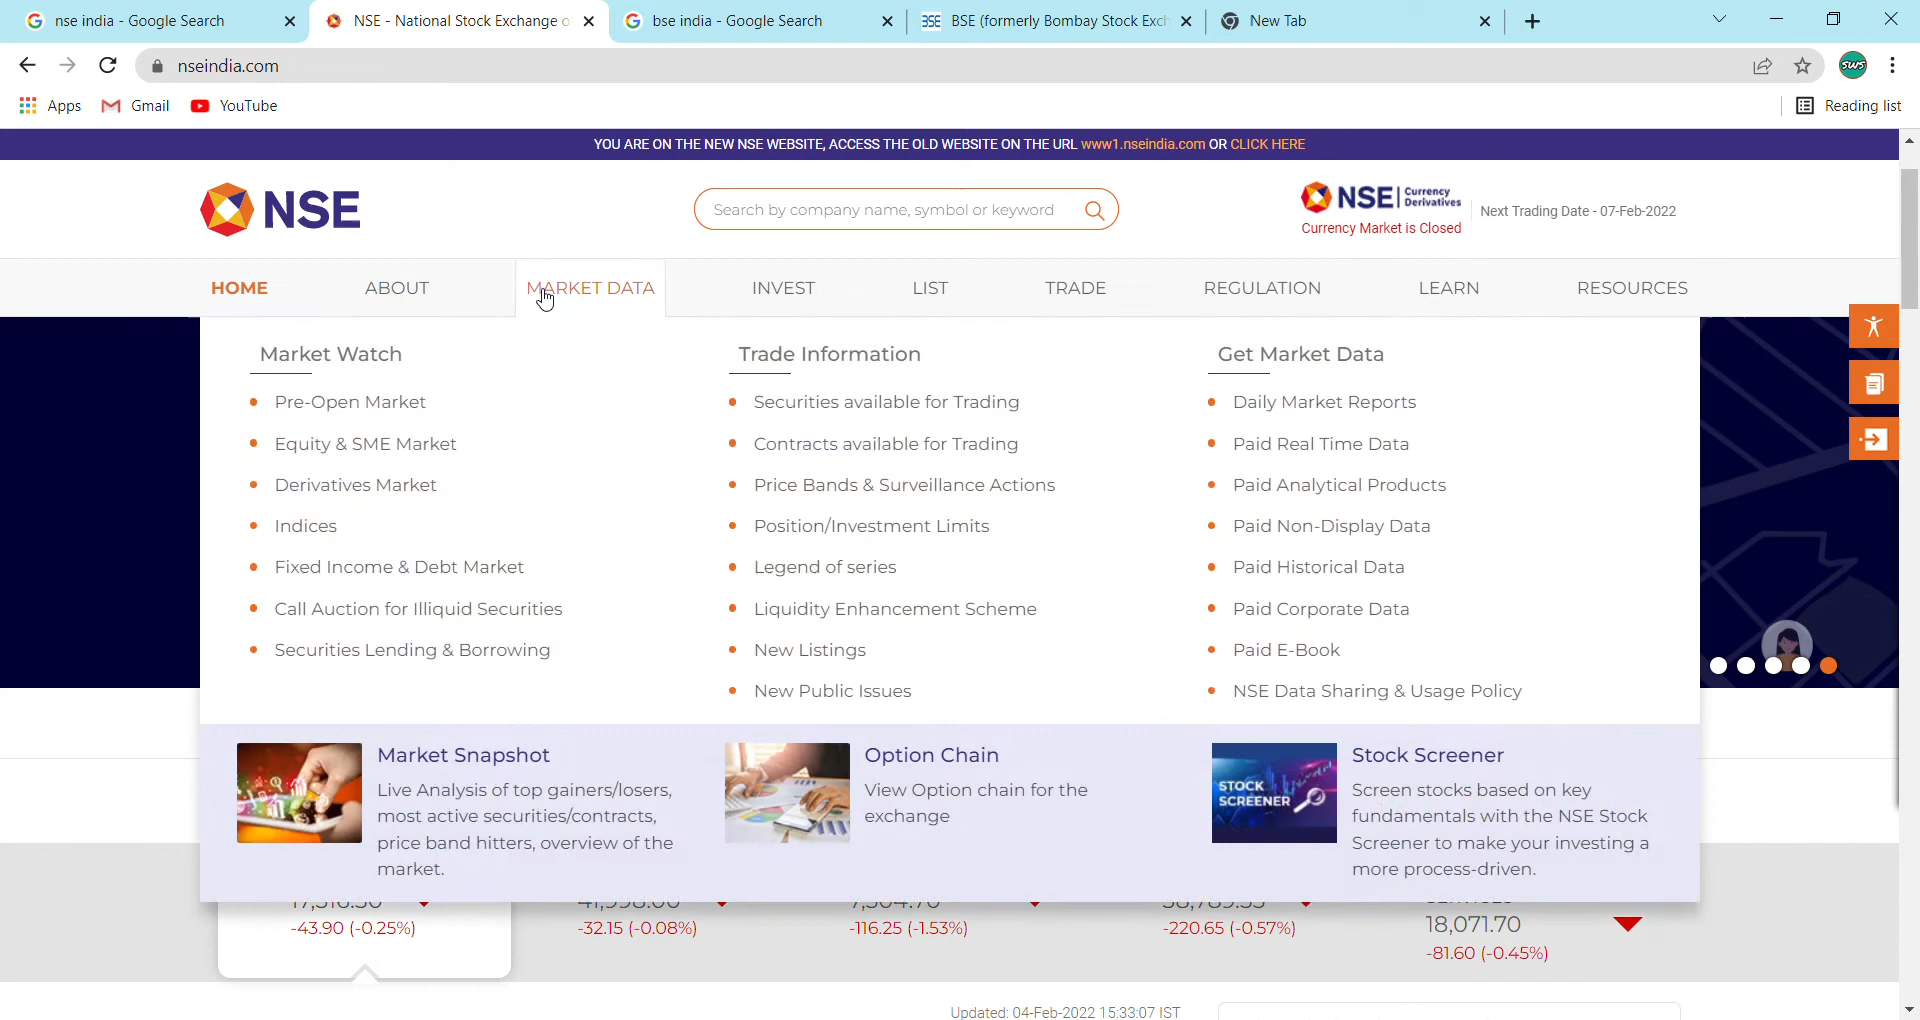 nse india - Google Search
NSE - National Stock Exchange o
bse india - Google Search
BSE BSE (formerly Bombay Stock Exch
New Tab
nseindia.com
SWS
Apps
Gmail
YouTube
Reading list
YOU ARE ON THE NEW NSE WEBSITE, ACCESS THE OLD WEBSITE ON THE URL www1.nseindia.com OR CLICK HERE
NSE
Search by company name, symbol or keyword
NSE Currency Derivatives
Currency Market is Closed
Next Trading Date - 07-Feb-2022
HOME
ABOUT
MARKET DATA
INVEST
LIST
TRADE
REGULATION
LEARN
RESOURCES
Market Watch
Pre-Open Market
Equity & SME Market
Derivatives Market
Indices
Fixed Income & Debt Market
Call Auction for Illiquid Securities
Securities Lending & Borrowing
Trade Information
Securities available for Trading
Contracts available for Trading
Price Bands & Surveillance Actions
Position/Investment Limits
Legend of series
Liquidity Enhancement Scheme
New Listings
New Public Issues
Get Market Data
Daily Market Reports
Paid Real Time Data
Paid Analytical Products
Paid Non-Display Data
Paid Historical Data
Paid Corporate Data
Paid E-Book
NSE Data Sharing & Usage Policy
Market Snapshot
Live Analysis of top gainers/losers,
most active securities/contracts,
price band hitters, overview of the
market.
Option Chain
View Option chain for the
exchange
STOCK
SCREENER
Stock Screener
Screen stocks based on key
fundamentals with the NSE Stock
Screener to make your investing a
more process-driven.
-43.90 (-0.25%)
-32.15 (-0.08%)
-116.25 (-1.53%)
-220.65 (-0.57%)
18,071.70
-81.60 (-0.45%)
Updated: 04-Feb-2022 15:33:07 IST